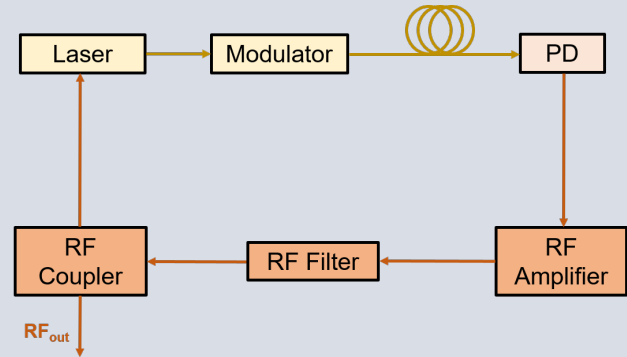 Laser
Modulator
PD
RF
Coupler
RF Filter
RF
Amplifier
RFout